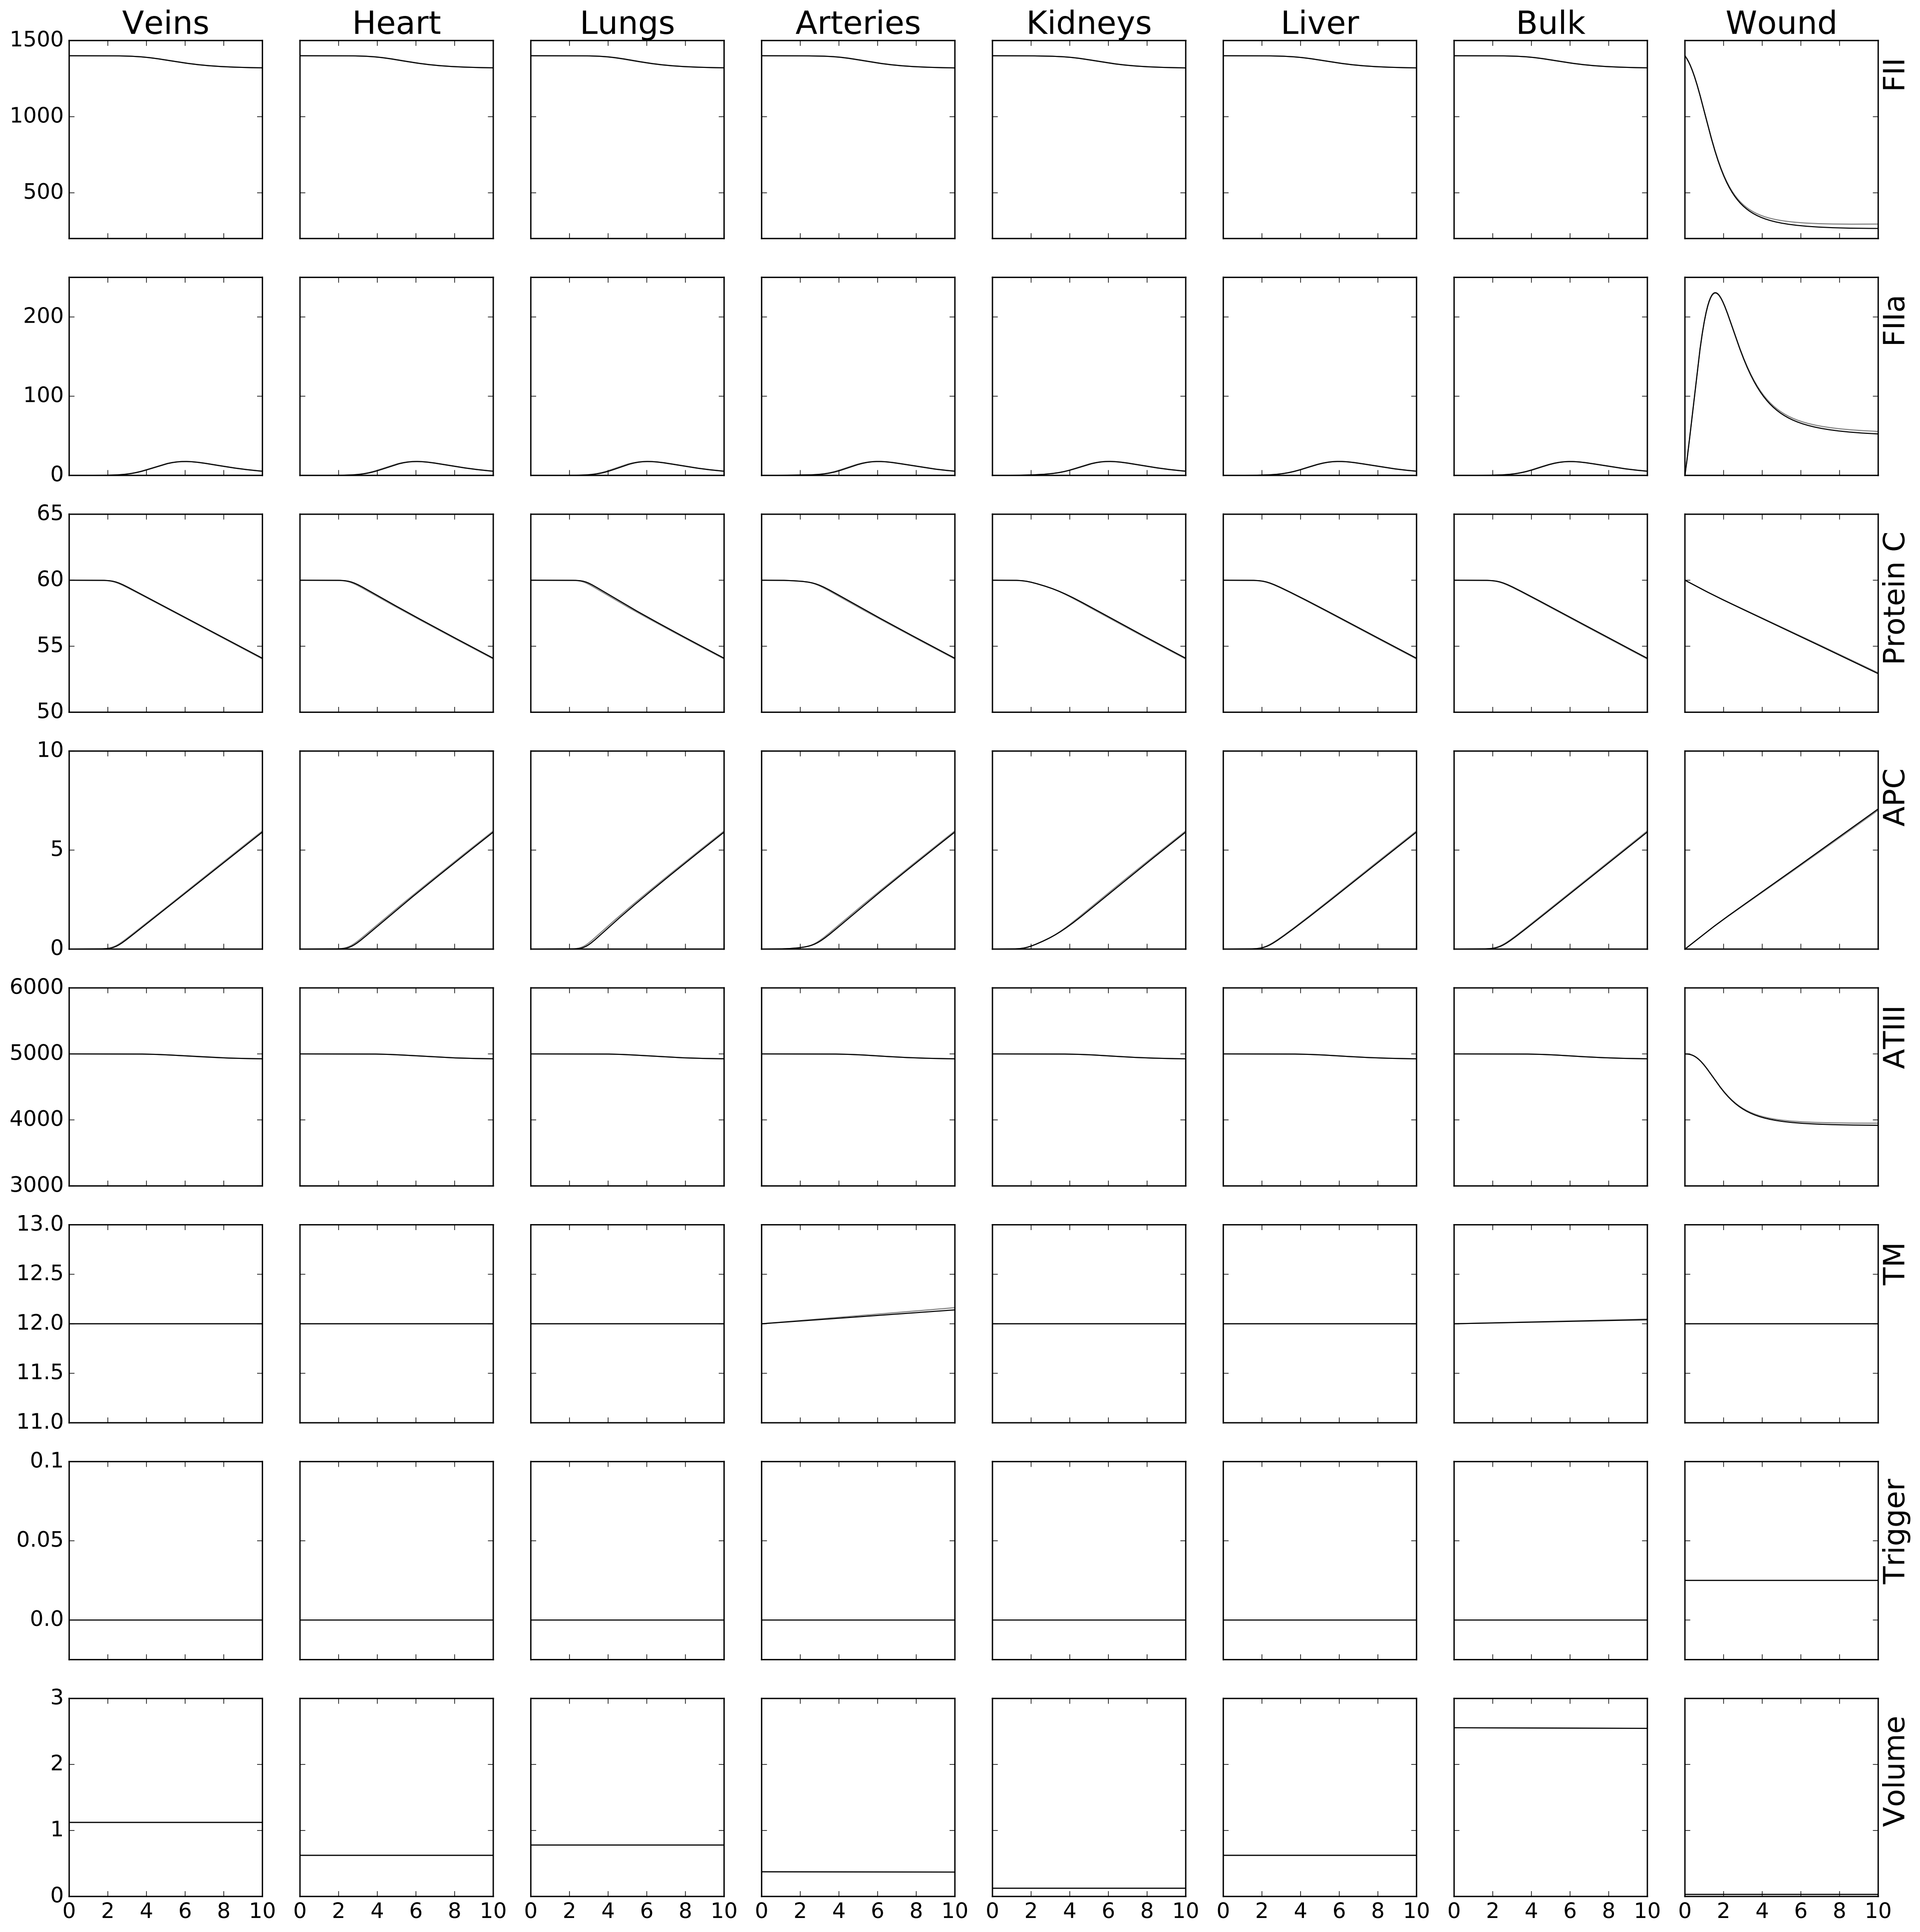 Veins Heart Lungs Arteries Kidneys Liver Bulk Wound
1500
1000
500
FII
200
100
0
FIIa
65
60
55
50
Protein C
10
5
0
APC
6000
5000
4000
3000
ATIII
13.0
12.5
12.0
11.5
11.0
TM
0.1
0.05
0.0
Trigger
3
2
1
0
Volume
0 2 4 6 8 10 0 2 4 6 8 10 0 2 4 6 8 10 0 2 4 6 8 10 0 2 4 6 8 10 0 2 4 6 8 10 0 2 4 6 8 10 0 2 4 6 8 10